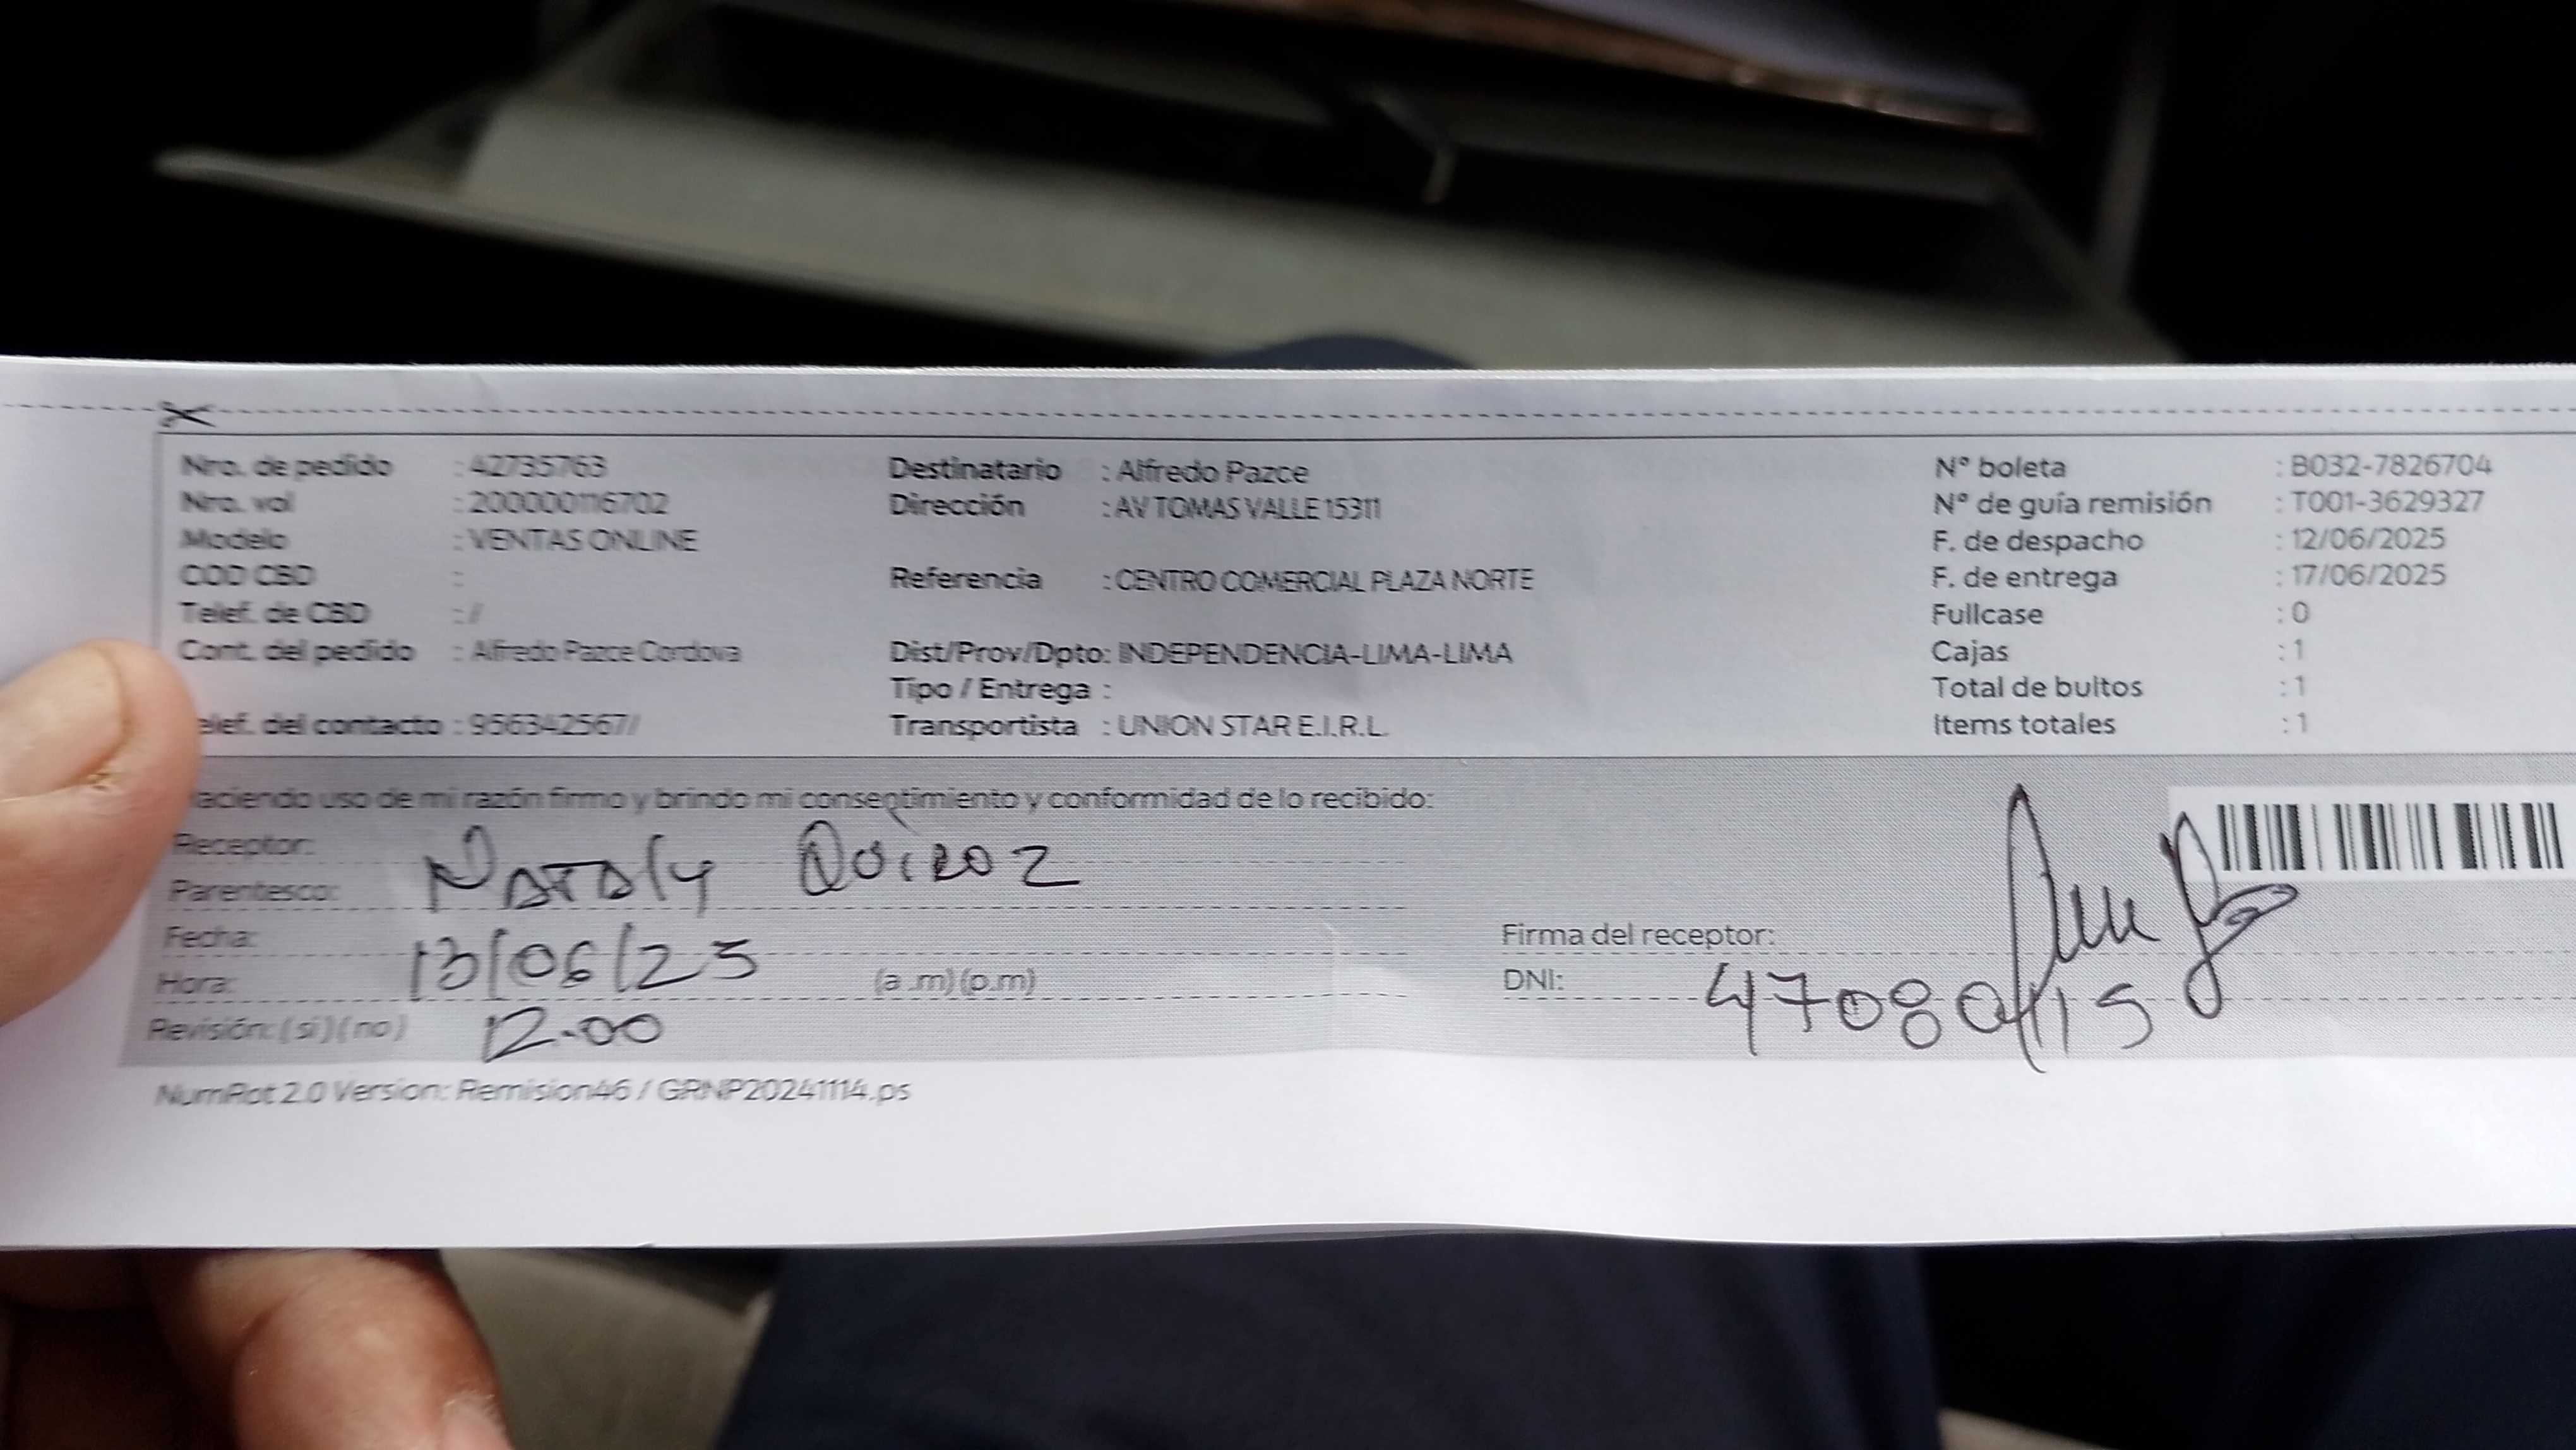 Nro. de pedido : 42735763
Nro. vol : 200000116702
Modelo : VENTAS ONLINE
COD CBD :
Telef. de CBD : /
Cont. del pedido : Alfredo Pazce Cordova
elef. del contacto : 956342567/
Destinatario : Alfredo Pazce
Dirección : AV TOMAS VALLE 15311
Referencia : CENTRO COMERCIAL PLAZA NORTE
Dist/Prov/Dpto: INDEPENDENCIA-LIMA-LIMA
Tipo / Entrega :
Transportista : UNION STAR E.I.R.L.
N° boleta : B032-7826704
N° de guía remisión : T001-3629327
F. de despacho : 12/06/2025
F. de entrega : 17/06/2025
Fullcase : 0
Cajas : 1
Total de bultos : 1
Items totales : 1
aciendo uso de mi razón firmo y brindo mi consentimiento y conformidad de lo recibido:
Receptor: Nataly Quiroz
Parentesco:
Fecha: 13/06/25
Hora: (a .m) (p.m)
Revisión: (si) (no) 12.00
Firma del receptor:
DNI:
NumRot 2.0 Version: Remision46 / GRNP20241114.ps